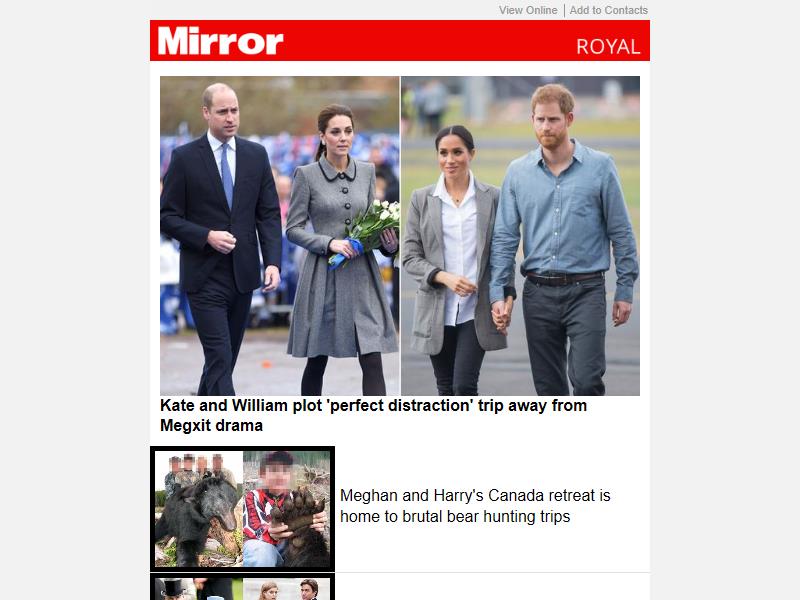 View Online | Add to Contacts
Mirror
ROYAL
Kate and William plot 'perfect distraction' trip away from
Megxit drama
Meghan and Harry's Canada retreat is
home to brutal bear hunting trips